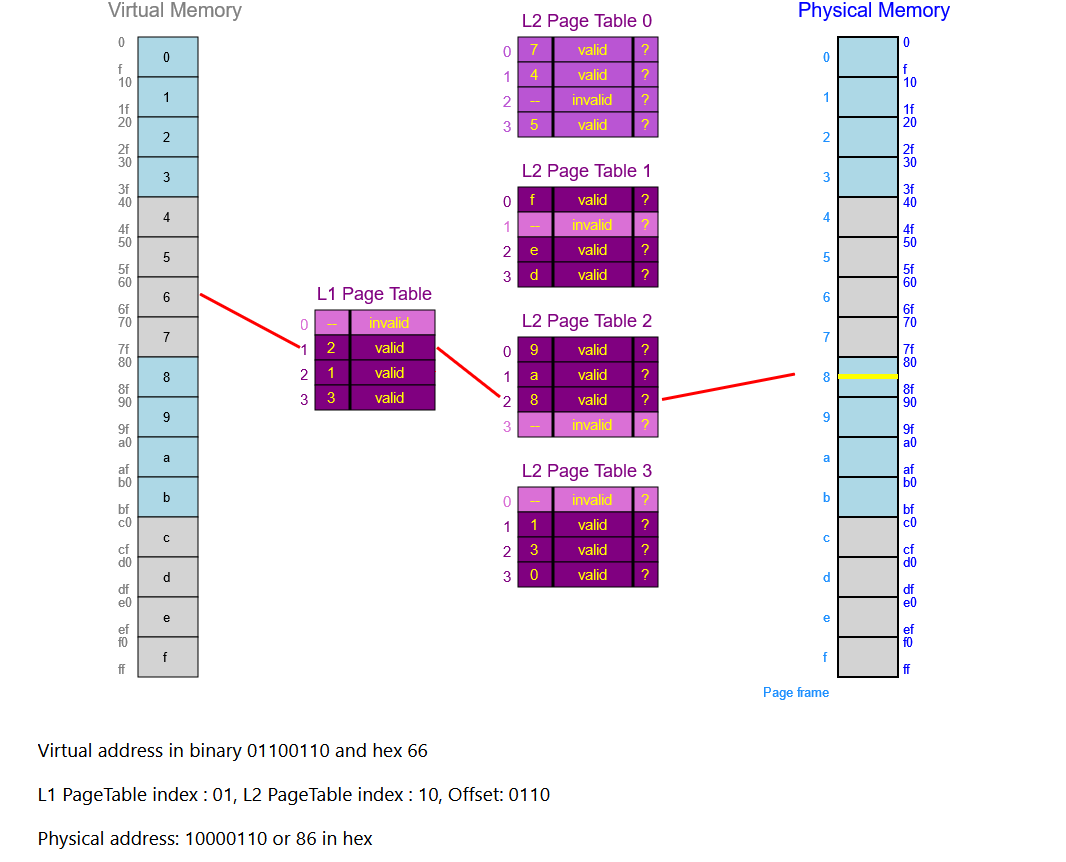 Virtual Memory
0
f
0
10
1f
1
20
2f
2
30
3f
3
40
4f
4
50
5f
5
60
6f
6
70
7f
7
80
8f
8
90
9f
9
a0
af
a
b0
bf
b
c0
cf
c
d0
df
d
e0
ef
e
f0
ff
f
L1 Page Table
0 -- invalid
1 2 valid
2 1 valid
3 3 valid
L2 Page Table 0
0 7 valid ?
1 4 valid ?
2 -- invalid ?
3 5 valid ?
L2 Page Table 1
0 f valid ?
1 -- invalid ?
2 e valid ?
3 d valid ?
L2 Page Table 2
0 9 valid ?
1 a valid ?
2 8 valid ?
3 -- invalid ?
L2 Page Table 3
0 -- invalid ?
1 1 valid ?
2 3 valid ?
3 0 valid ?
Physical Memory
0
0
f
1
10
1f
2
20
2f
3
30
3f
4
40
4f
5
50
5f
6
60
6f
7
70
7f
8
80
8f
9
90
9f
a
a0
af
b
b0
bf
c
c0
cf
d
d0
df
e
e0
ef
f
f0
ff
Page frame
Virtual address in binary 01100110 and hex 66
L1 PageTable index : 01, L2 PageTable index : 10, Offset: 0110
Physical address: 10000110 or 86 in hex